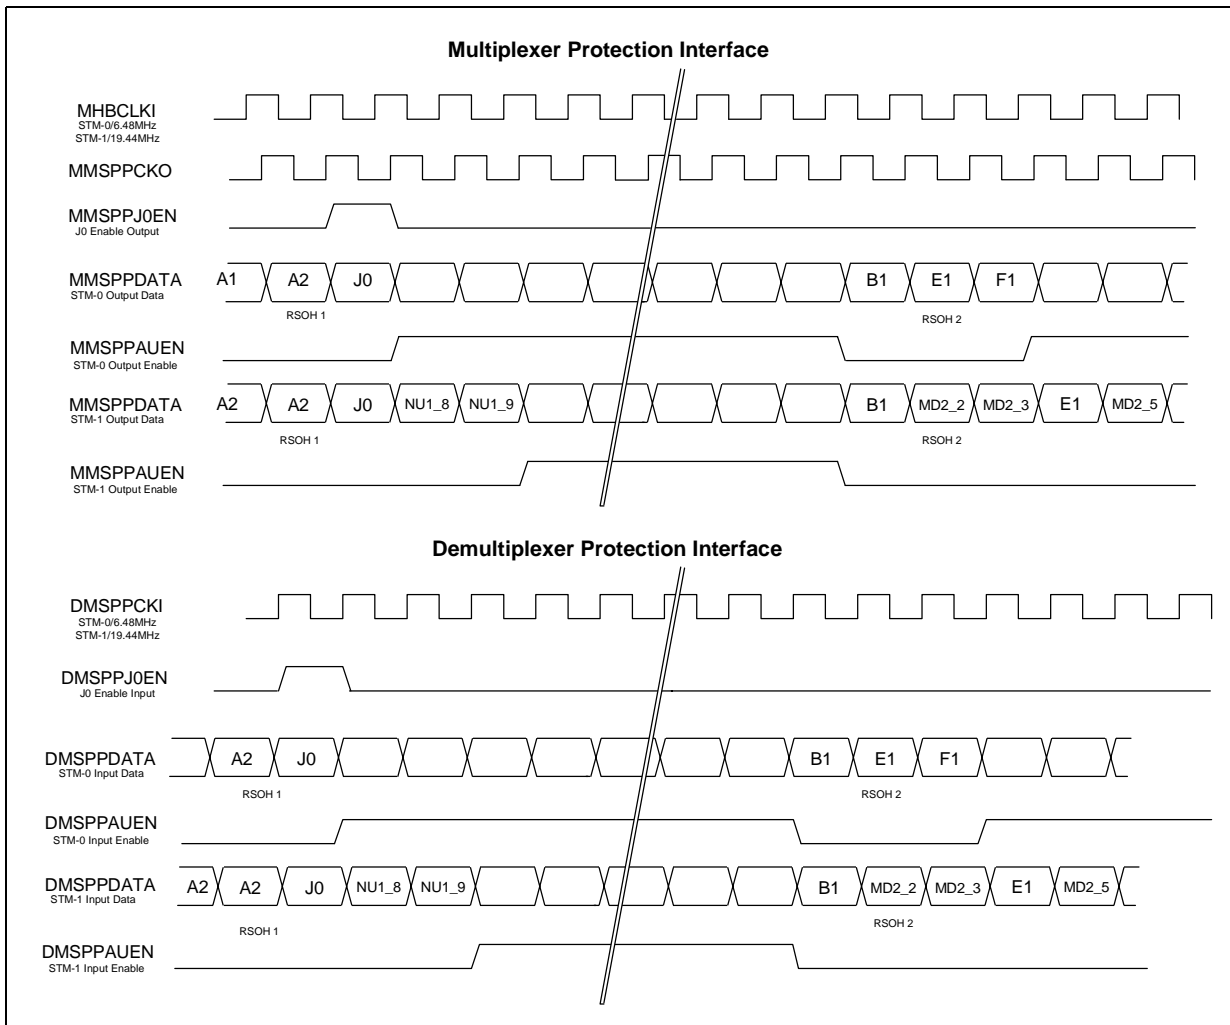 Multiplexer Protection Interface
MHBCLKI
STM-0/6.48MHz
STM-1/19.44MHz
MMSPPCKO
MMSPPJ0EN
J0 Enable Output
MMSPPDATA
STM-0 Output Data
A1 A2 J0 B1 E1 F1
RSOH 1 RSOH 2
MMSPPAUEN
STM-0 Output Enable
MMSPPDATA
STM-1 Output Data
A2 A2 J0 NU1_8 NU1_9 B1 MD2_2 MD2_3 E1 MD2_5
RSOH 1 RSOH 2
MMSPPAUEN
STM-1 Output Enable
Demultiplexer Protection Interface
DMSPPCKI
STM-0/6.48MHz
STM-1/19.44MHz
DMSPPJ0EN
J0 Enable Input
DMSPPDATA
STM-0 Input Data
A2 J0 B1 E1 F1
RSOH 1 RSOH 2
DMSPPAUEN
STM-0 Input Enable
DMSPPDATA
STM-1 Input Data
A2 A2 J0 NU1_8 NU1_9 B1 MD2_2 MD2_3 E1 MD2_5
RSOH 1 RSOH 2
DMSPPAUEN
STM-1 Input Enable